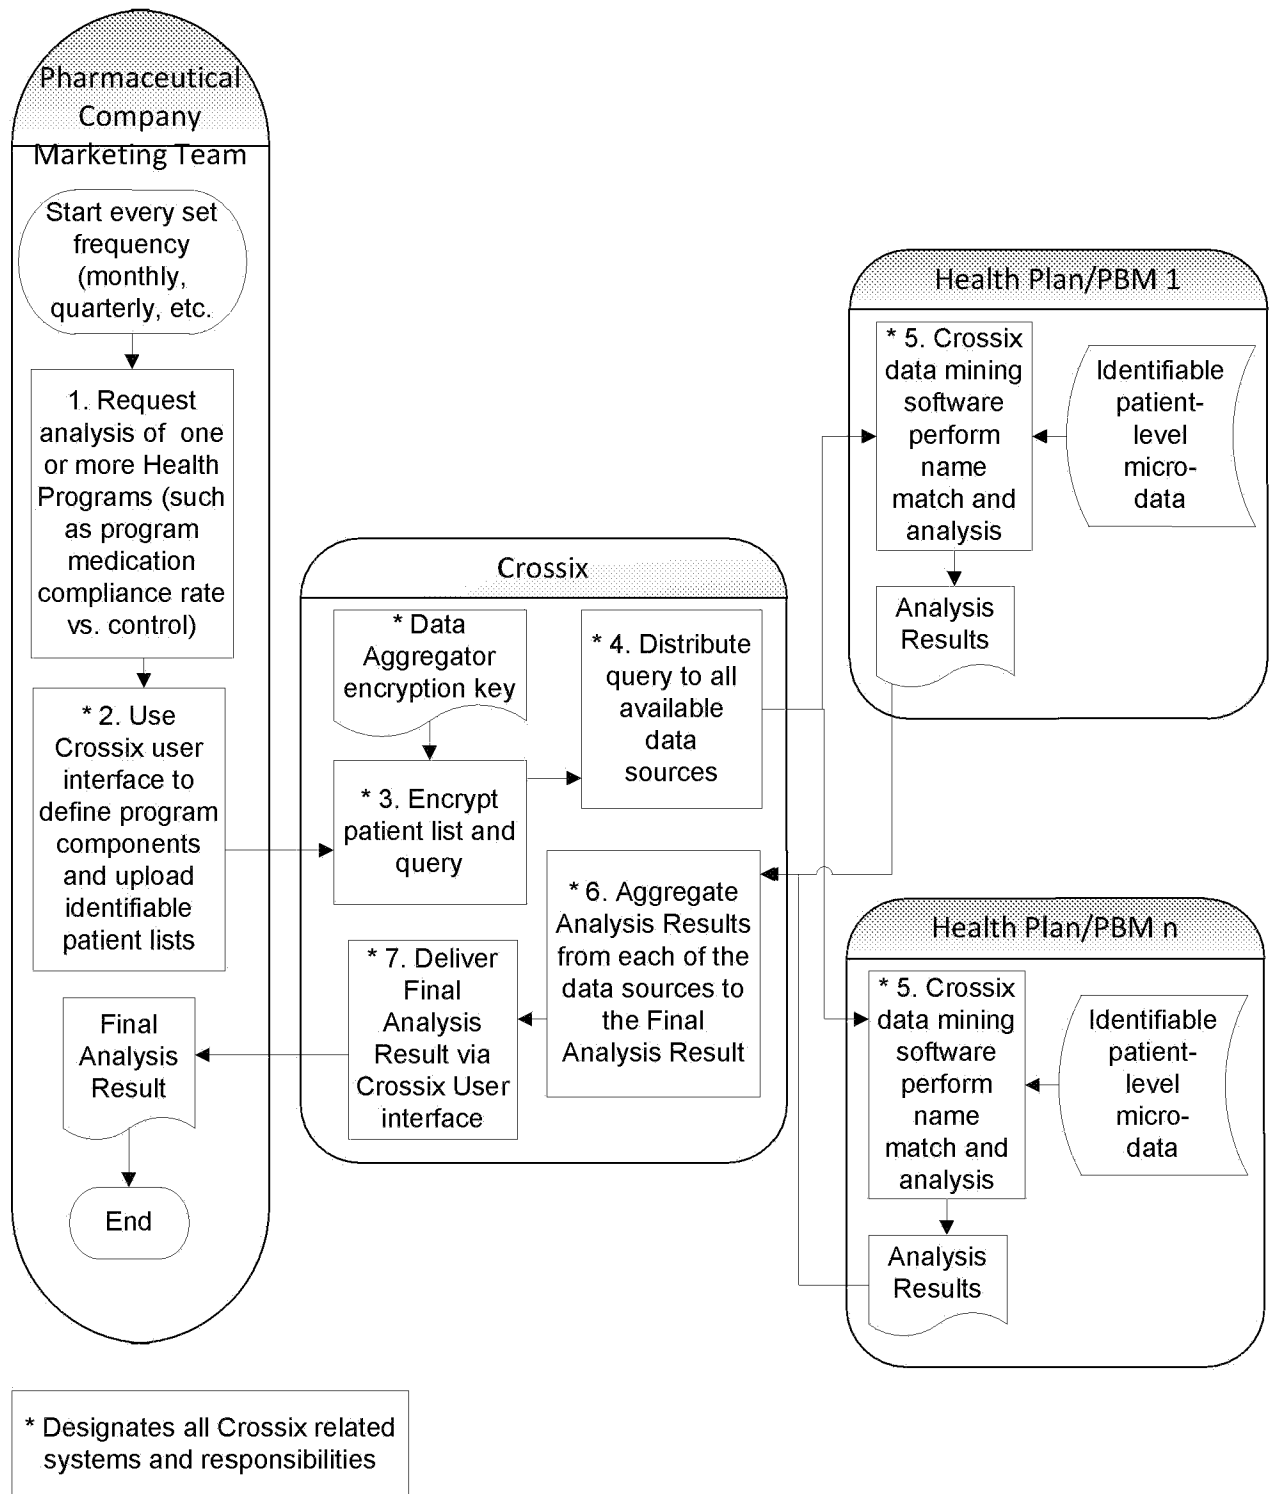 Pharmaceutical
Company
Marketing Team
Start every set
frequency
(monthly,
quarterly, etc.
1. Request
analysis of one
or more Health
Programs (such
as program
medication
compliance rate
vs. control)
* 2. Use
Crossix user
interface to
define program
components
and upload
identifiable
patient lists
Final
Analysis
Result
End
Crossix
* Data
Aggregator
encryption key
* 3. Encrypt
patient list and
query
* 4. Distribute
query to all
available
data
sources
* 6. Aggregate
Analysis Results
from each of the
data sources to
the Final
Analysis Result
* 7. Deliver
Final
Analysis
Result via
Crossix User
interface
Health Plan/PBM 1
* 5. Crossix
data mining
software
perform
name
match and
analysis
Identifiable
patient-
level
micro-
data
Analysis
Results
Health Plan/PBM n
* 5. Crossix
data mining
software
perform
name
match and
analysis
Identifiable
patient-
level
micro-
data
Analysis
Results
* Designates all Crossix related
systems and responsibilities